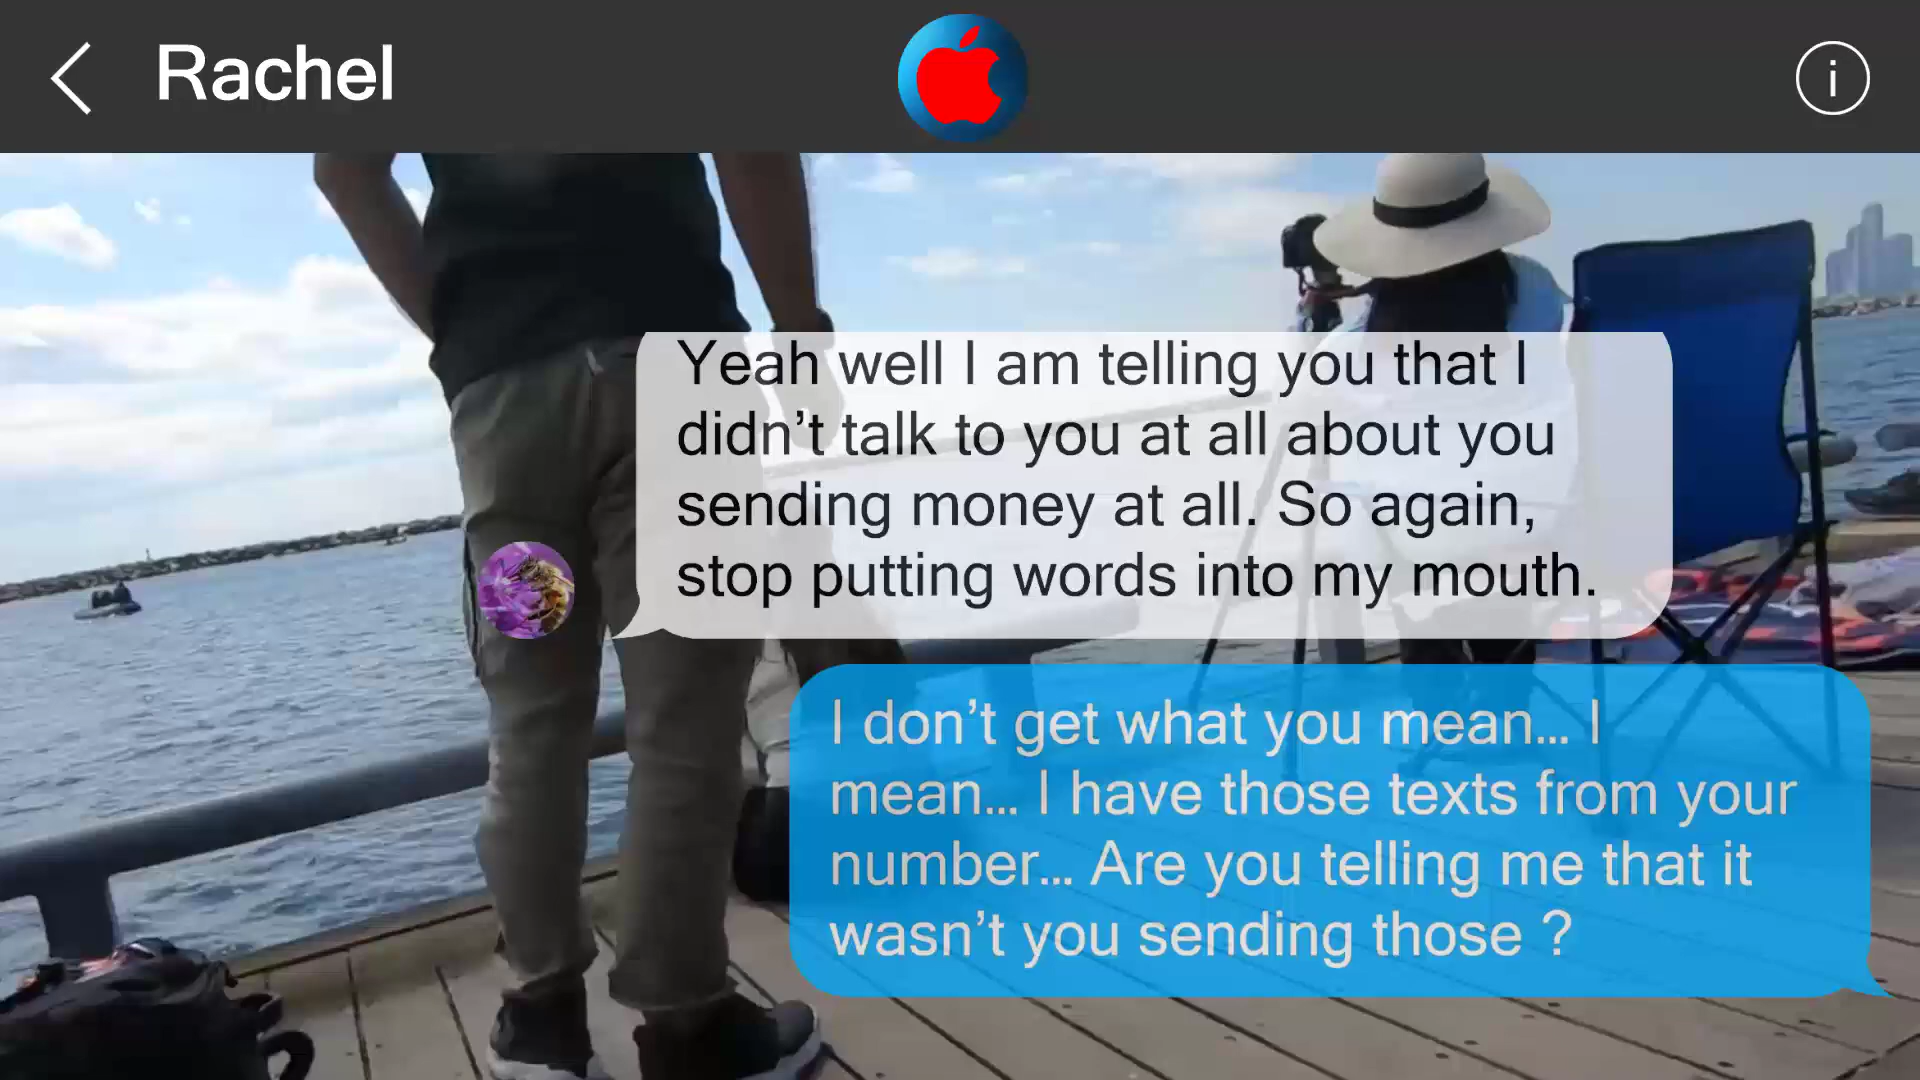 Rachel
i
Yeah well I am telling you that I
didn’t talk to you at all about you
sending money at all. So again,
stop putting words into my mouth.
I don’t get what you mean... I
mean... I have those texts from your
number... Are you telling me that it
wasn’t you sending those ?